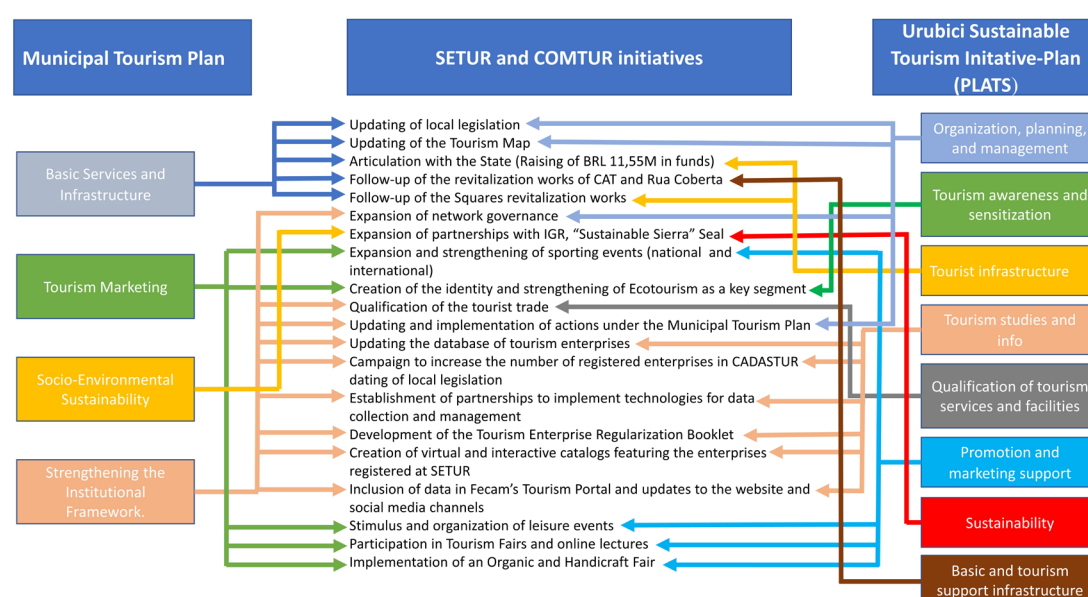 Municipal Tourism Plan
SETUR and COMTUR initiatives
Urubici Sustainable
Tourism Initative-Plan
(PLATS)
Basic Services and
Infrastructure
Tourism Marketing
Socio-Environmental
Sustainability
Strengthening the
Institutional
Framework.
Updating of local legislation
Updating of the Tourism Map
Articulation with the State (Raising of BRL 11,55M in funds)
Follow-up of the revitalization works of CAT and Rua Coberta
Follow-up of the Squares revitalization works
Expansion of network governance
Expansion of partnerships with IGR, “Sustainable Sierra” Seal
Expansion and strengthening of sporting events (national and
international)
Creation of the identity and strengthening of Ecotourism as a key segment
Qualification of the tourist trade
Updating and implementation of actions under the Municipal Tourism Plan
Updating the database of tourism enterprises
Campaign to increase the number of registered enterprises in CADASTUR
dating of local legislation
Establishment of partnerships to implement technologies for data
collection and management
Development of the Tourism Enterprise Regularization Booklet
Creation of virtual and interactive catalogs featuring the enterprises
registered at SETUR
Inclusion of data in Fecam’s Tourism Portal and updates to the website and
social media channels
Stimulus and organization of leisure events
Participation in Tourism Fairs and online lectures
Implementation of an Organic and Handicraft Fair
Organization, planning,
and management
Tourism awareness and
sensitization
Tourist infrastructure
Tourism studies and
info
Qualification of tourism
services and facilities
Promotion and
marketing support
Sustainability
Basic and tourism
support infrastructure